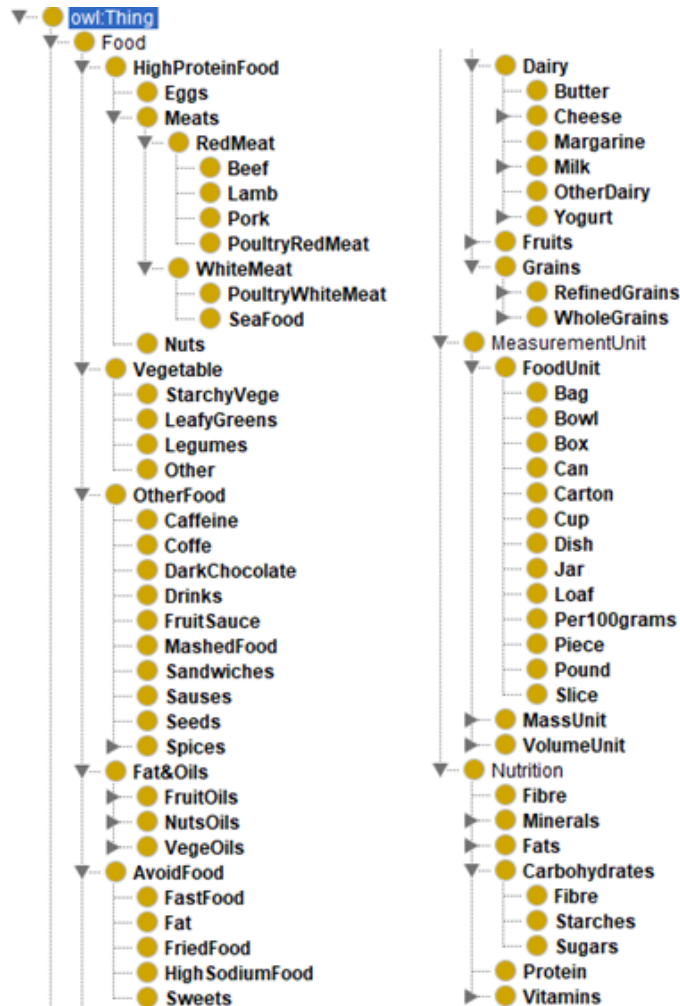 owl:Thing
Food
HighProteinFood
Eggs
Meats
RedMeat
Beef
Lamb
Pork
PoultryRedMeat
WhiteMeat
PoultryWhiteMeat
SeaFood
Nuts
Vegetable
StarchyVege
LeafyGreens
Legumes
Other
OtherFood
Caffeine
Coffe
DarkChocolate
Drinks
FruitSauce
MashedFood
Sandwiches
Sauses
Seeds
Spices
Fat&Oils
FruitOils
NutsOils
VegeOils
AvoidFood
FastFood
Fat
FriedFood
HighSodiumFood
Sweets
Dairy
Butter
Cheese
Margarine
Milk
OtherDairy
Yogurt
Fruits
Grains
RefinedGrains
WholeGrains
MeasurementUnit
FoodUnit
Bag
Bowl
Box
Can
Carton
Cup
Dish
Jar
Loaf
Per100grams
Piece
Pound
Slice
MassUnit
VolumeUnit
Nutrition
Fibre
Minerals
Fats
Carbohydrates
Fibre
Starches
Sugars
Protein
Vitamins